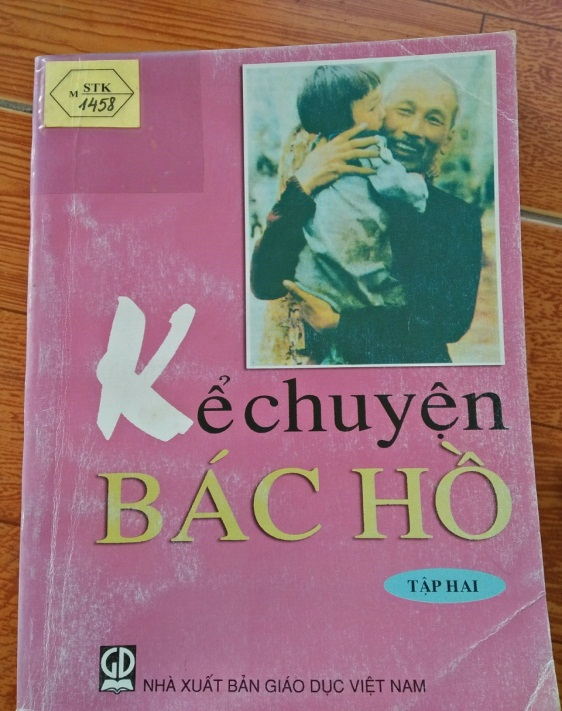 STK
M 1458
Kể chuyện
BÁC HỒ
TẬP HAI
GD
NHÀ XUẤT BẢN GIÁO DỤC VIỆT NAM